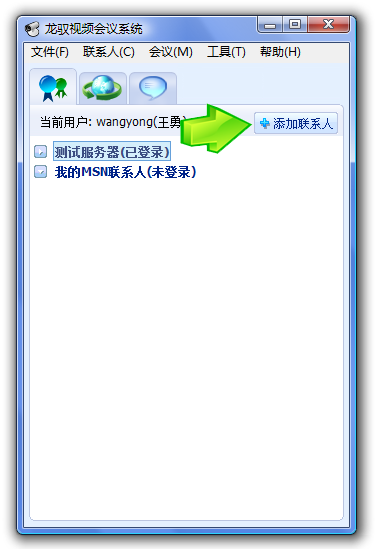 龙驭视频会议系统
文件(F) 联系人(C) 会议(M) 工具(T) 帮助(H)
当前用户: wangyong(王勇)
添加联系人
测试服务器(已登录)
我的MSN联系人(未登录)